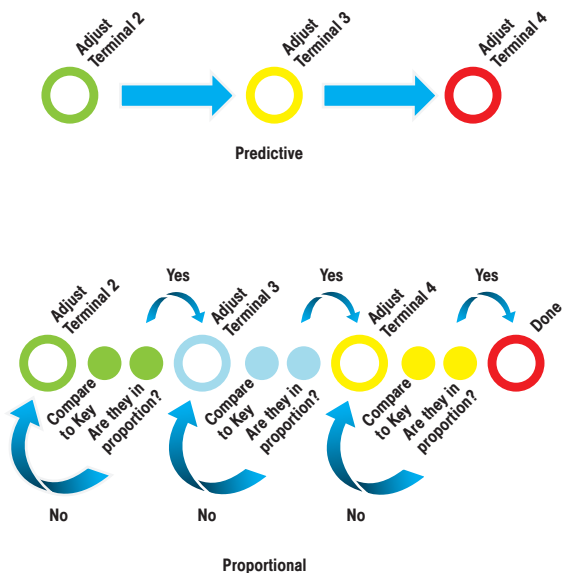 Adjust
Terminal 2
Adjust
Terminal 3
Adjust
Terminal 4
Predictive
Yes
Yes
Yes
Adjust
Terminal 2
Adjust
Terminal 3
Adjust
Terminal 4
Done
Compare
to Key
Are they in
proportion?
Compare
to Key
Are they in
proportion?
Compare
to Key
Are they in
proportion?
No
No
No
Proportional